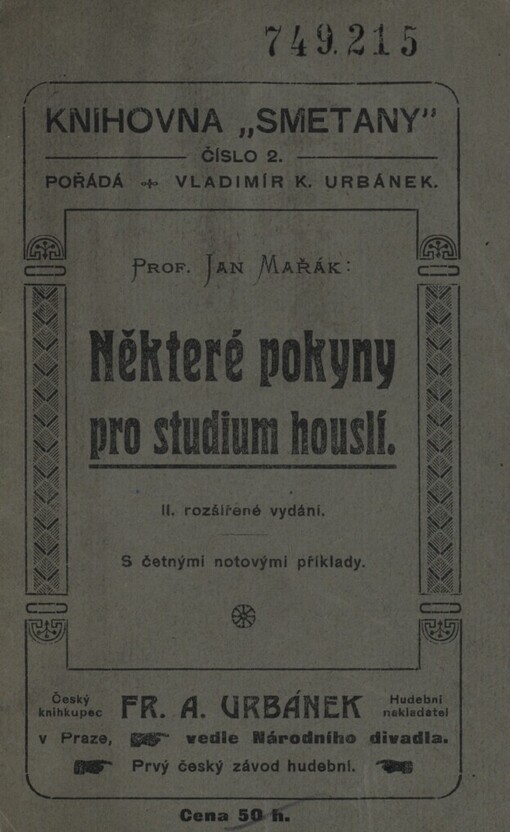 749.215
KNIHOVNA „SMETANY"
ČÍSLO 2.
POŘÁDÁ VLADIMÍR K. URBÁNEK.
PROF. JAN MAŘÁK:
Některé pokyny
pro studium houslí.
II. rozšířené vydání.
S četnými notovými příklady.
Český
knihkupec
FR. A. URBÁNEK
Hudební
nakladatel
v Praze, vedle Národního divadla.
Prvý český závod hudební.
Cena 50 h.